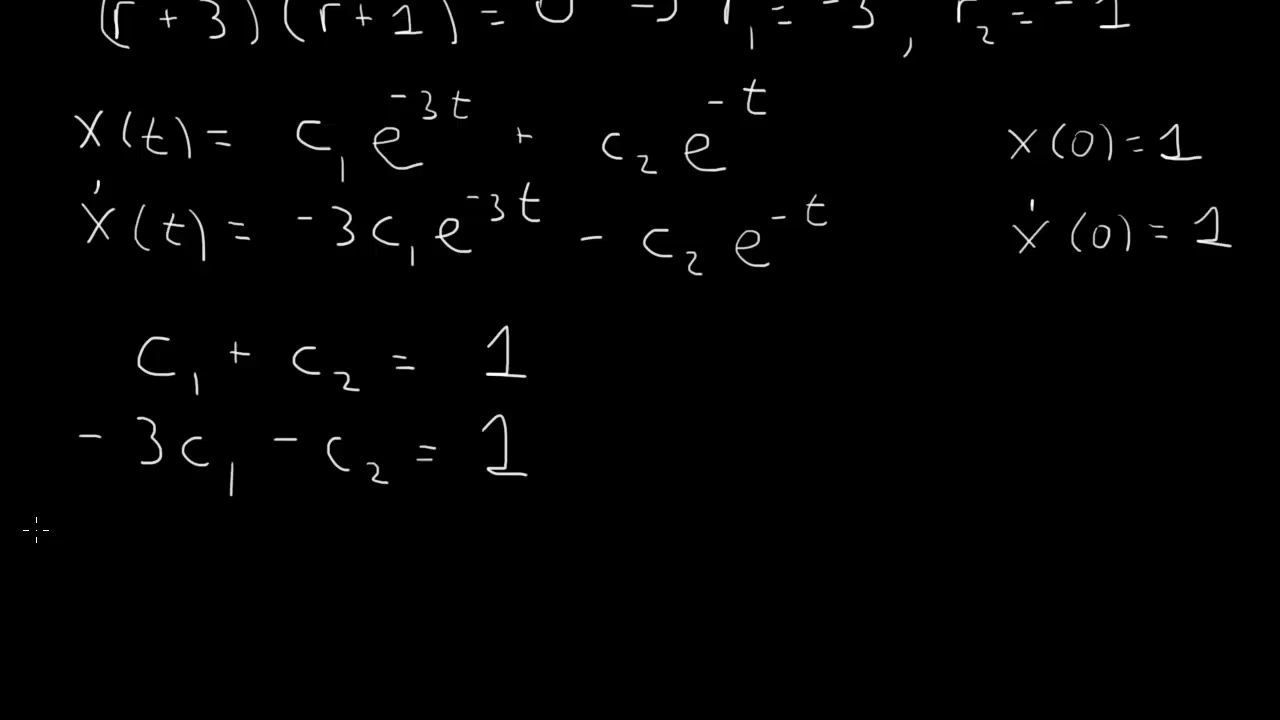 (r + 3)(r + 1) = 0 → r₁ = -3, r₂ = -1
x(t) = c₁e⁻³ᵗ + c₂e⁻ᵗ x(0) = 1
ẋ(t) = -3c₁e⁻³ᵗ - c₂e⁻ᵗ ẋ(0) = 1
c₁ + c₂ = 1
-3c₁ - c₂ = 1